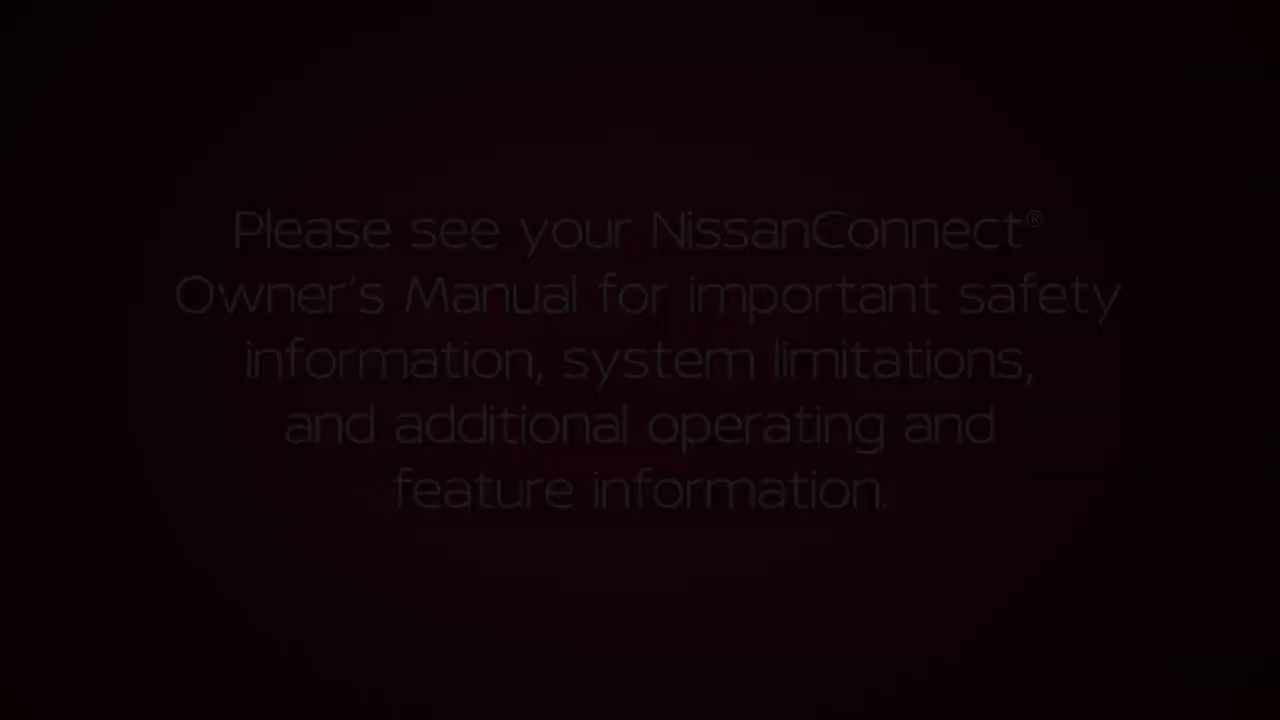 Please see your NissanConnect®
Owner's Manual for important safety
information, system limitations,
and additional operating and
feature information.